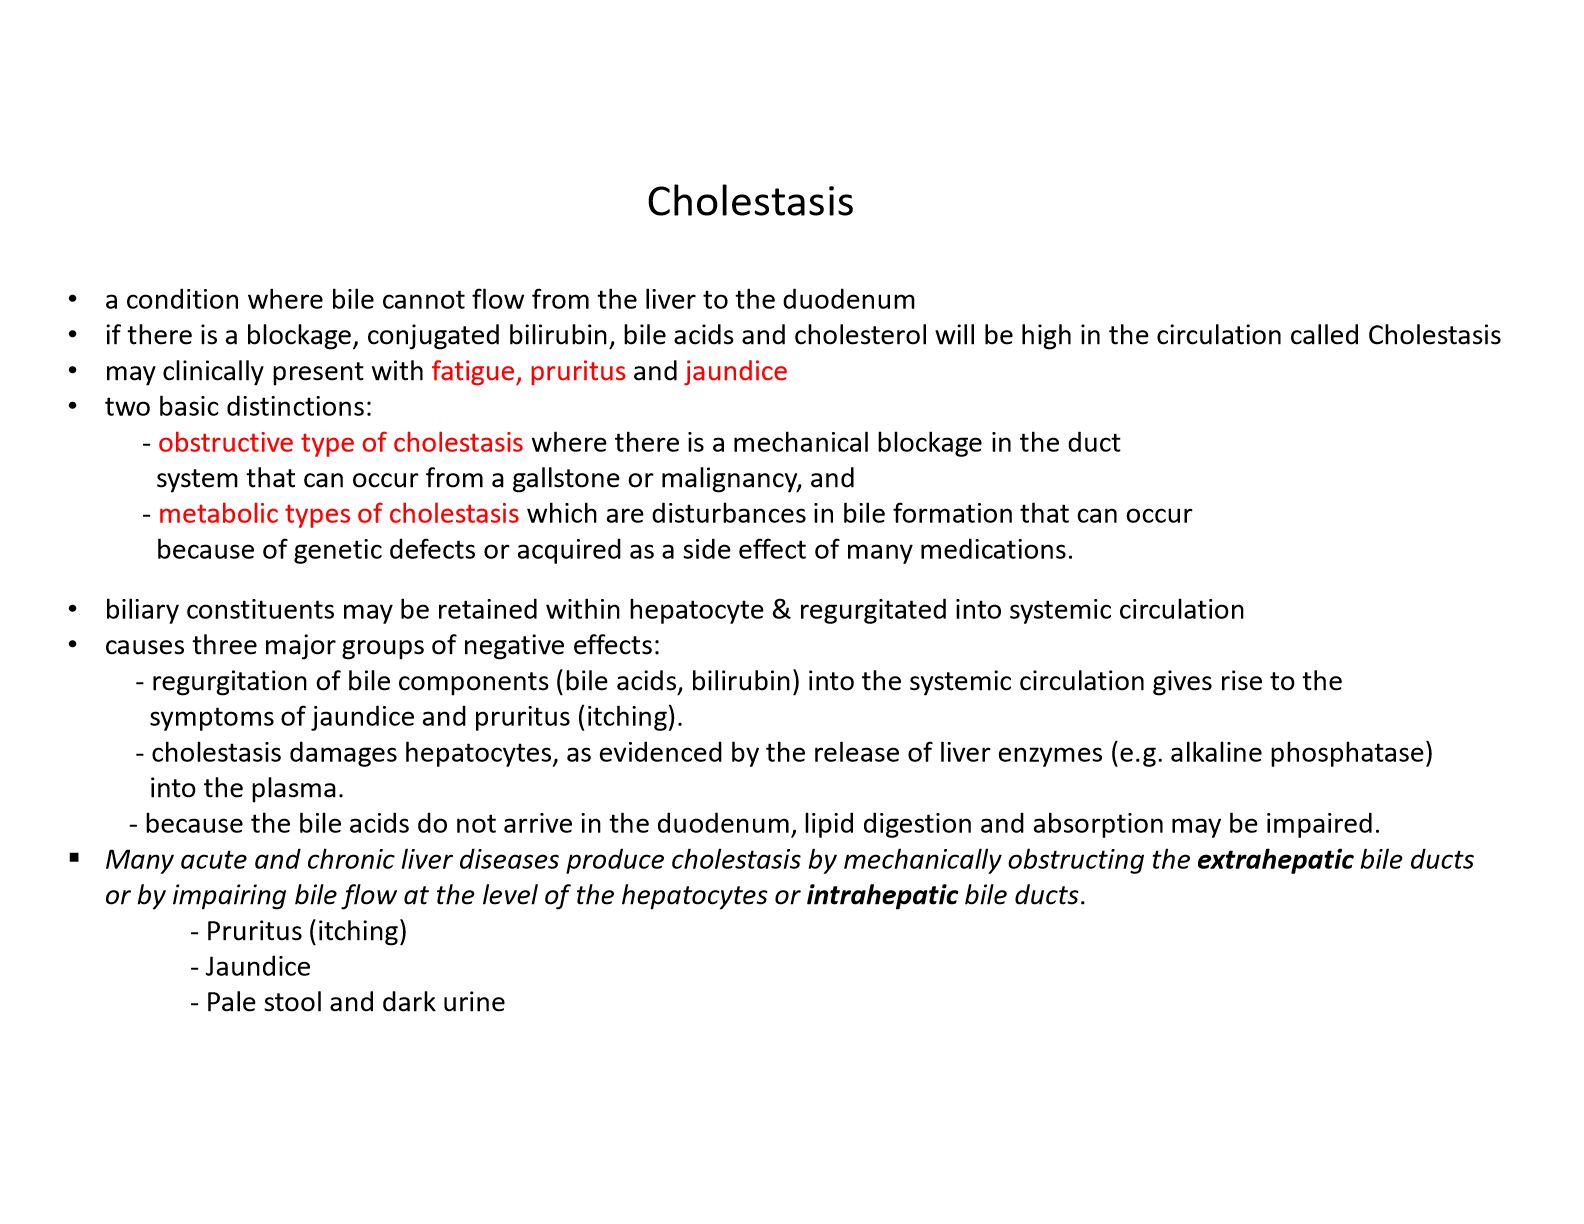 Cholestasis
• a condition where bile cannot flow from the liver to the duodenum
• if there is a blockage, conjugated bilirubin, bile acids and cholesterol will be high in the circulation called Cholestasis
• may clinically present with fatigue, pruritus and jaundice
• two basic distinctions:
- obstructive type of cholestasis where there is a mechanical blockage in the duct
system that can occur from a gallstone or malignancy, and
- metabolic types of cholestasis which are disturbances in bile formation that can occur
because of genetic defects or acquired as a side effect of many medications.
• biliary constituents may be retained within hepatocyte & regurgitated into systemic circulation
• causes three major groups of negative effects:
- regurgitation of bile components (bile acids, bilirubin) into the systemic circulation gives rise to the
symptoms of jaundice and pruritus (itching).
- cholestasis damages hepatocytes, as evidenced by the release of liver enzymes (e.g. alkaline phosphatase)
into the plasma.
- because the bile acids do not arrive in the duodenum, lipid digestion and absorption may be impaired.
▪ Many acute and chronic liver diseases produce cholestasis by mechanically obstructing the extrahepatic bile ducts
or by impairing bile flow at the level of the hepatocytes or intrahepatic bile ducts.
- Pruritus (itching)
- Jaundice
- Pale stool and dark urine